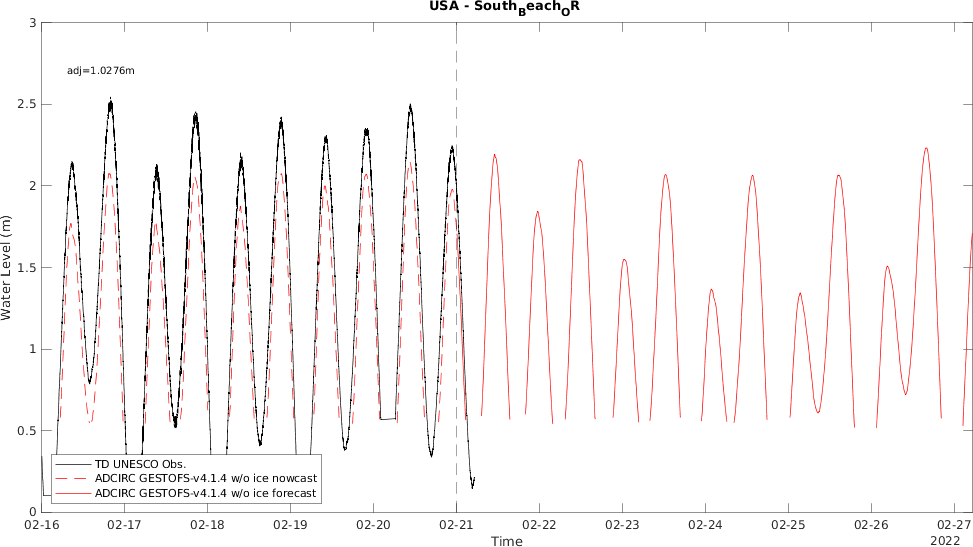 USA - SouthBeachOR
3
adj=1.0276m
2.5
2
1.5
1
0.5
0
Water Level (m)
TD UNESCO Obs.
ADCIRC GESTOFS-v4.1.4 w/o ice nowcast
ADCIRC GESTOFS-v4.1.4 w/o ice forecast
02-16 02-17 02-18 02-19 02-20 02-21 02-22 02-23 02-24 02-25 02-26 02-27
Time
2022